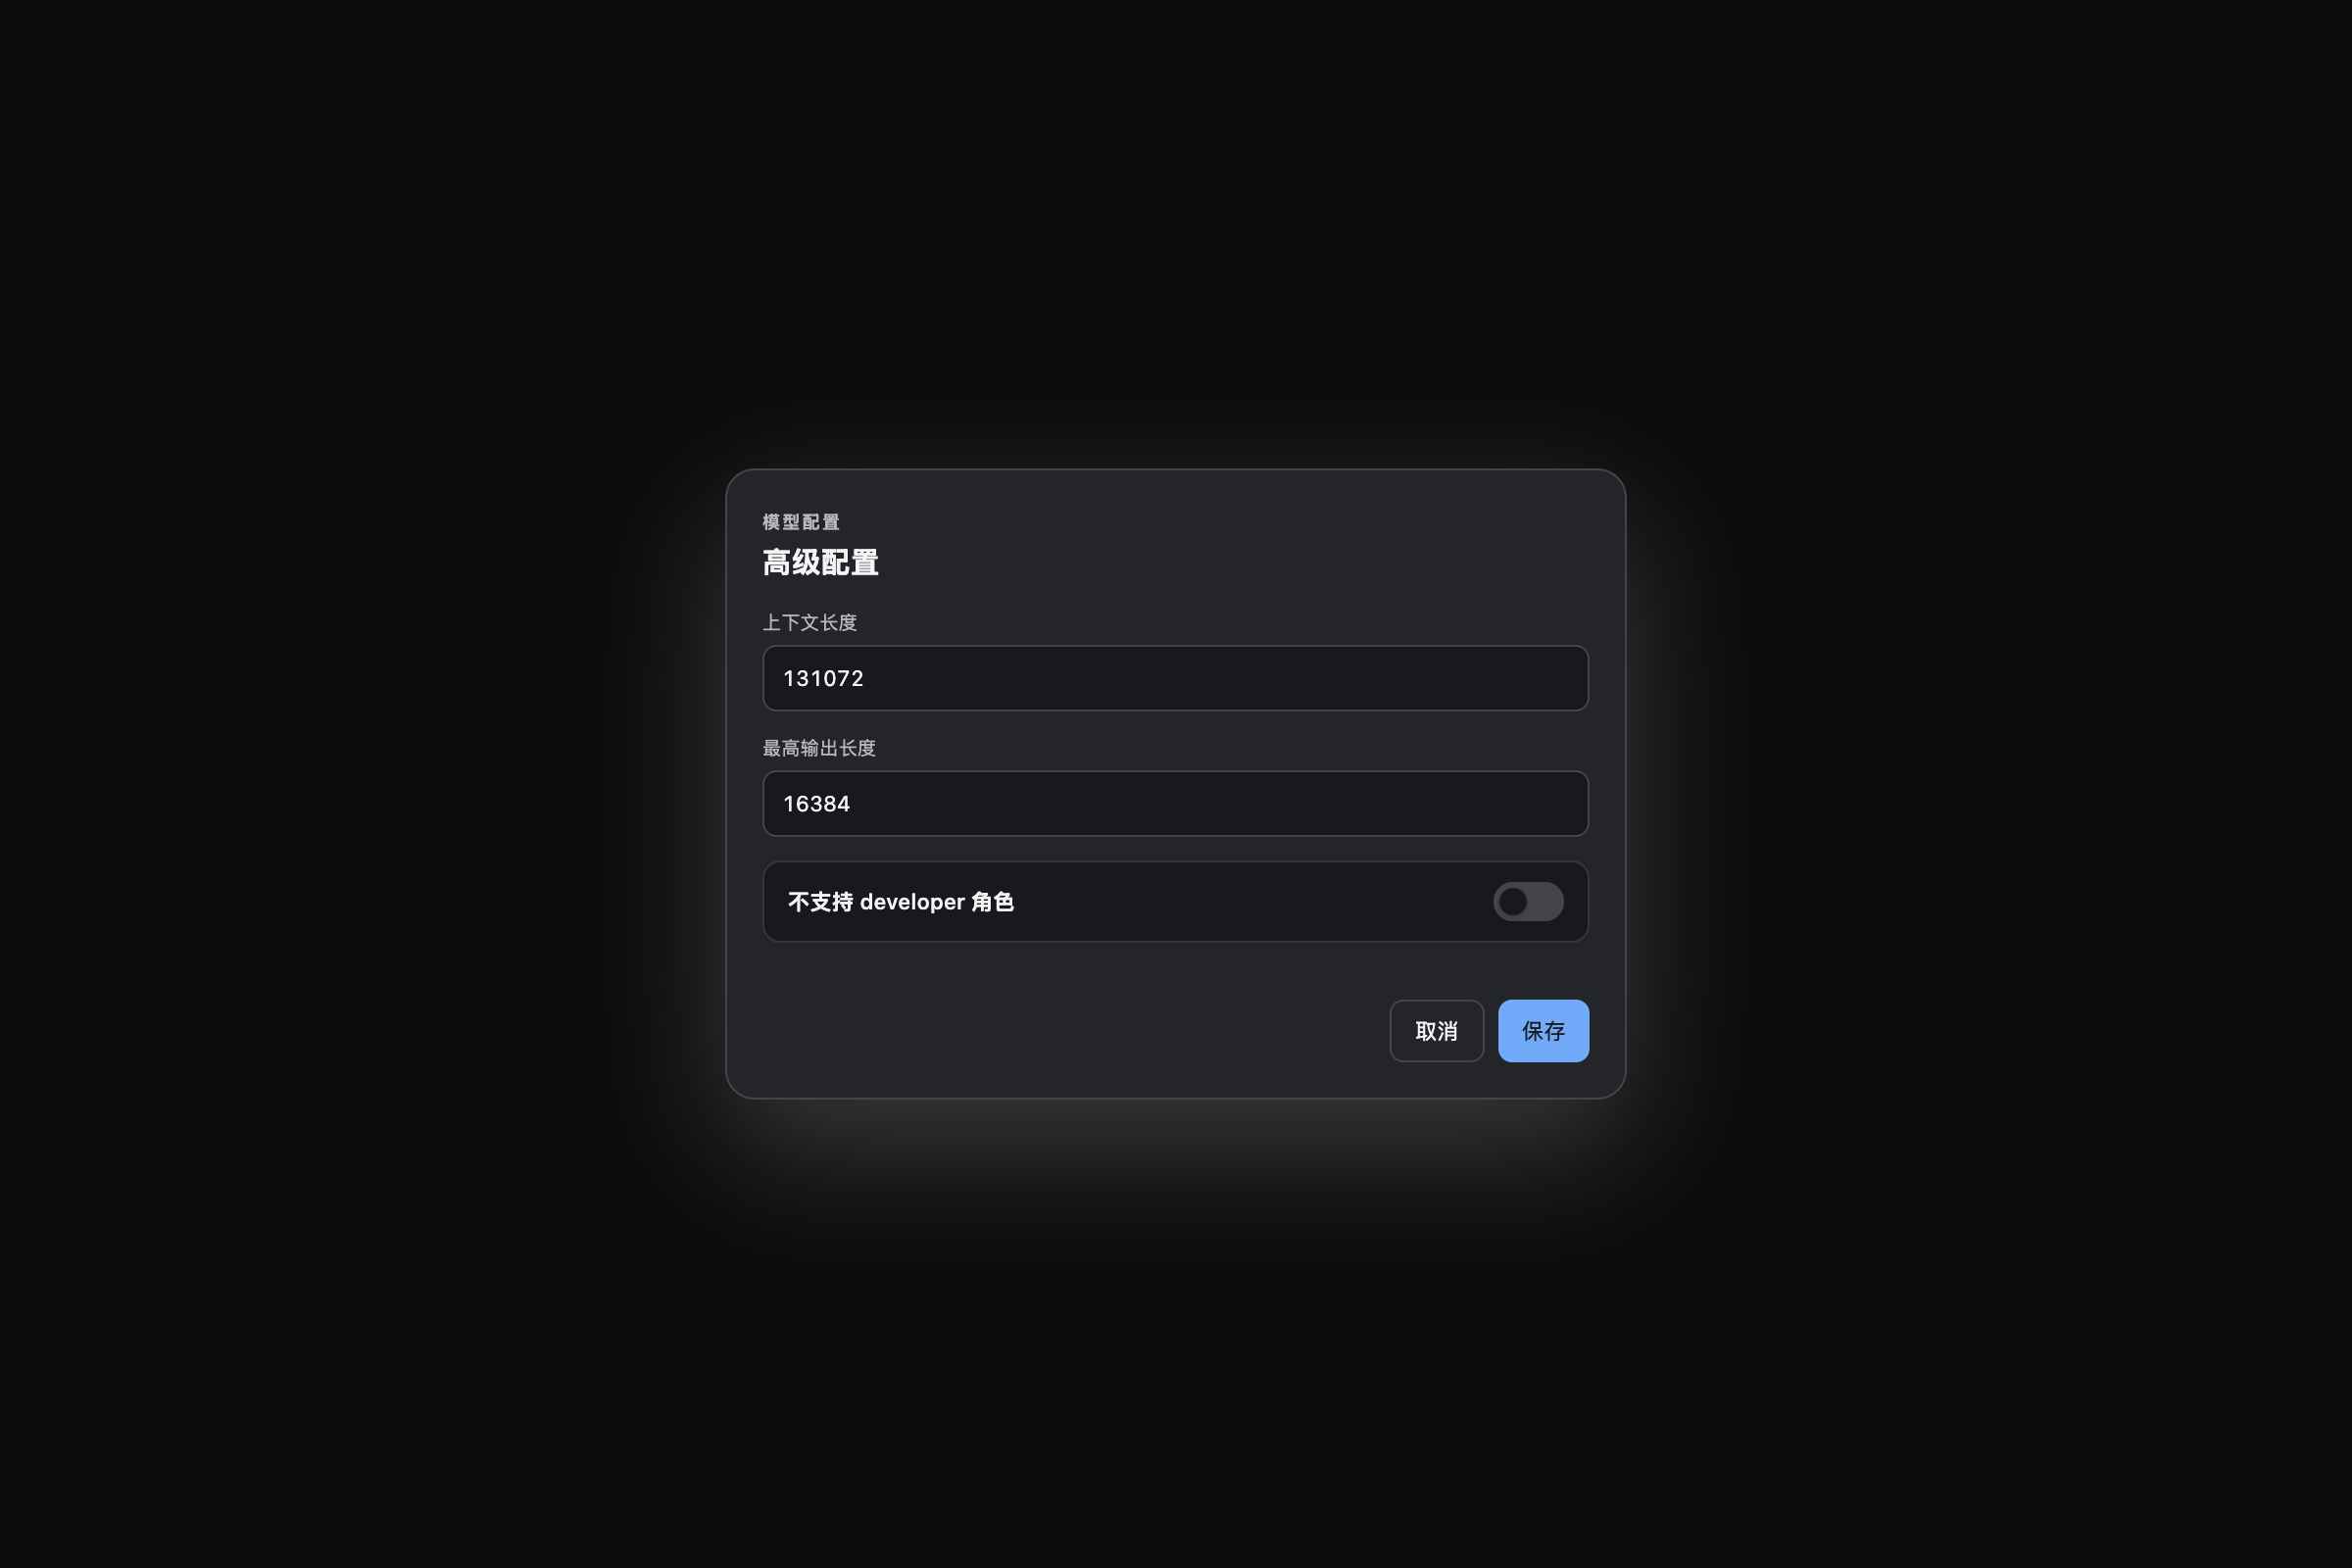 模型配置
高级配置
上下文长度
131072
最高输出长度
16384
不支持 developer 角色
取消
保存